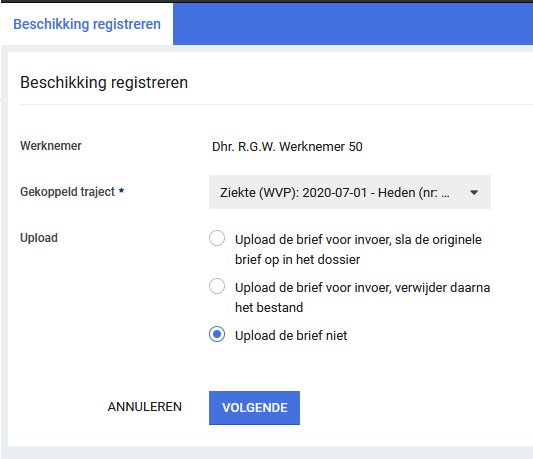 Beschikking registreren
Beschikking registreren
Werknemer
Dhr. R.G.W. Werknemer 50
Gekoppeld traject *
Ziekte (WVP): 2020-07-01 - Heden (nr: ...
Upload
Upload de brief voor invoer, sla de originele
brief op in het dossier
Upload de brief voor invoer, verwijder daarna
het bestand
Upload de brief niet
ANNULEREN
VOLGENDE